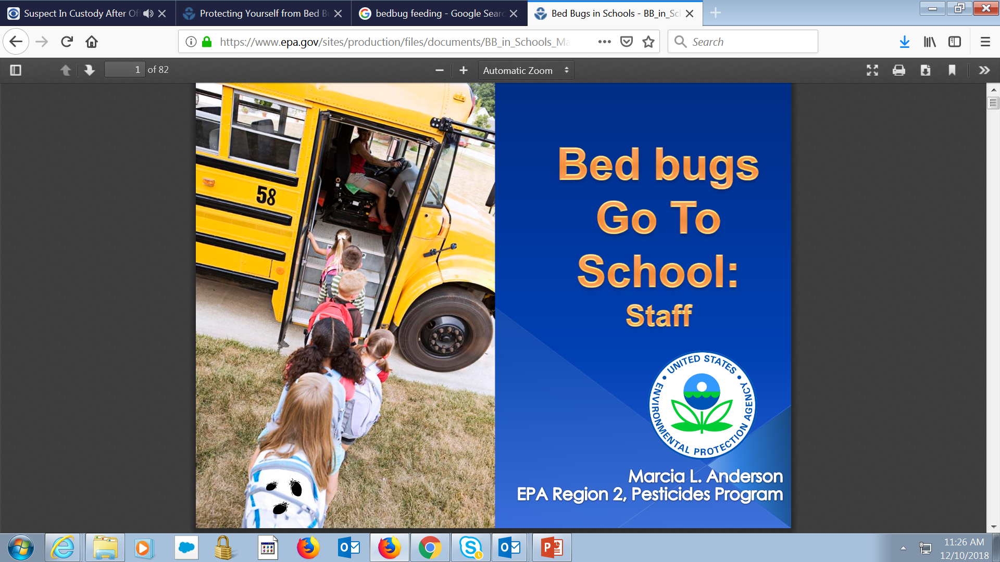 Suspect In Custody After Of
Protecting Yourself from Bed B
bedbug feeding - Google Searc
Bed Bugs in Schools - BB_in_Sc
https://www.epa.gov/sites/production/files/documents/BB_in_Schools_Ma
Search
1 of 82
Automatic Zoom
58
Bed bugs
Go To
School:
Staff
UNITED STATES
ENVIRONMENTAL PROTECTION AGENCY
Marcia L. Anderson
EPA Region 2, Pesticides Program
11:26 AM
12/10/2018